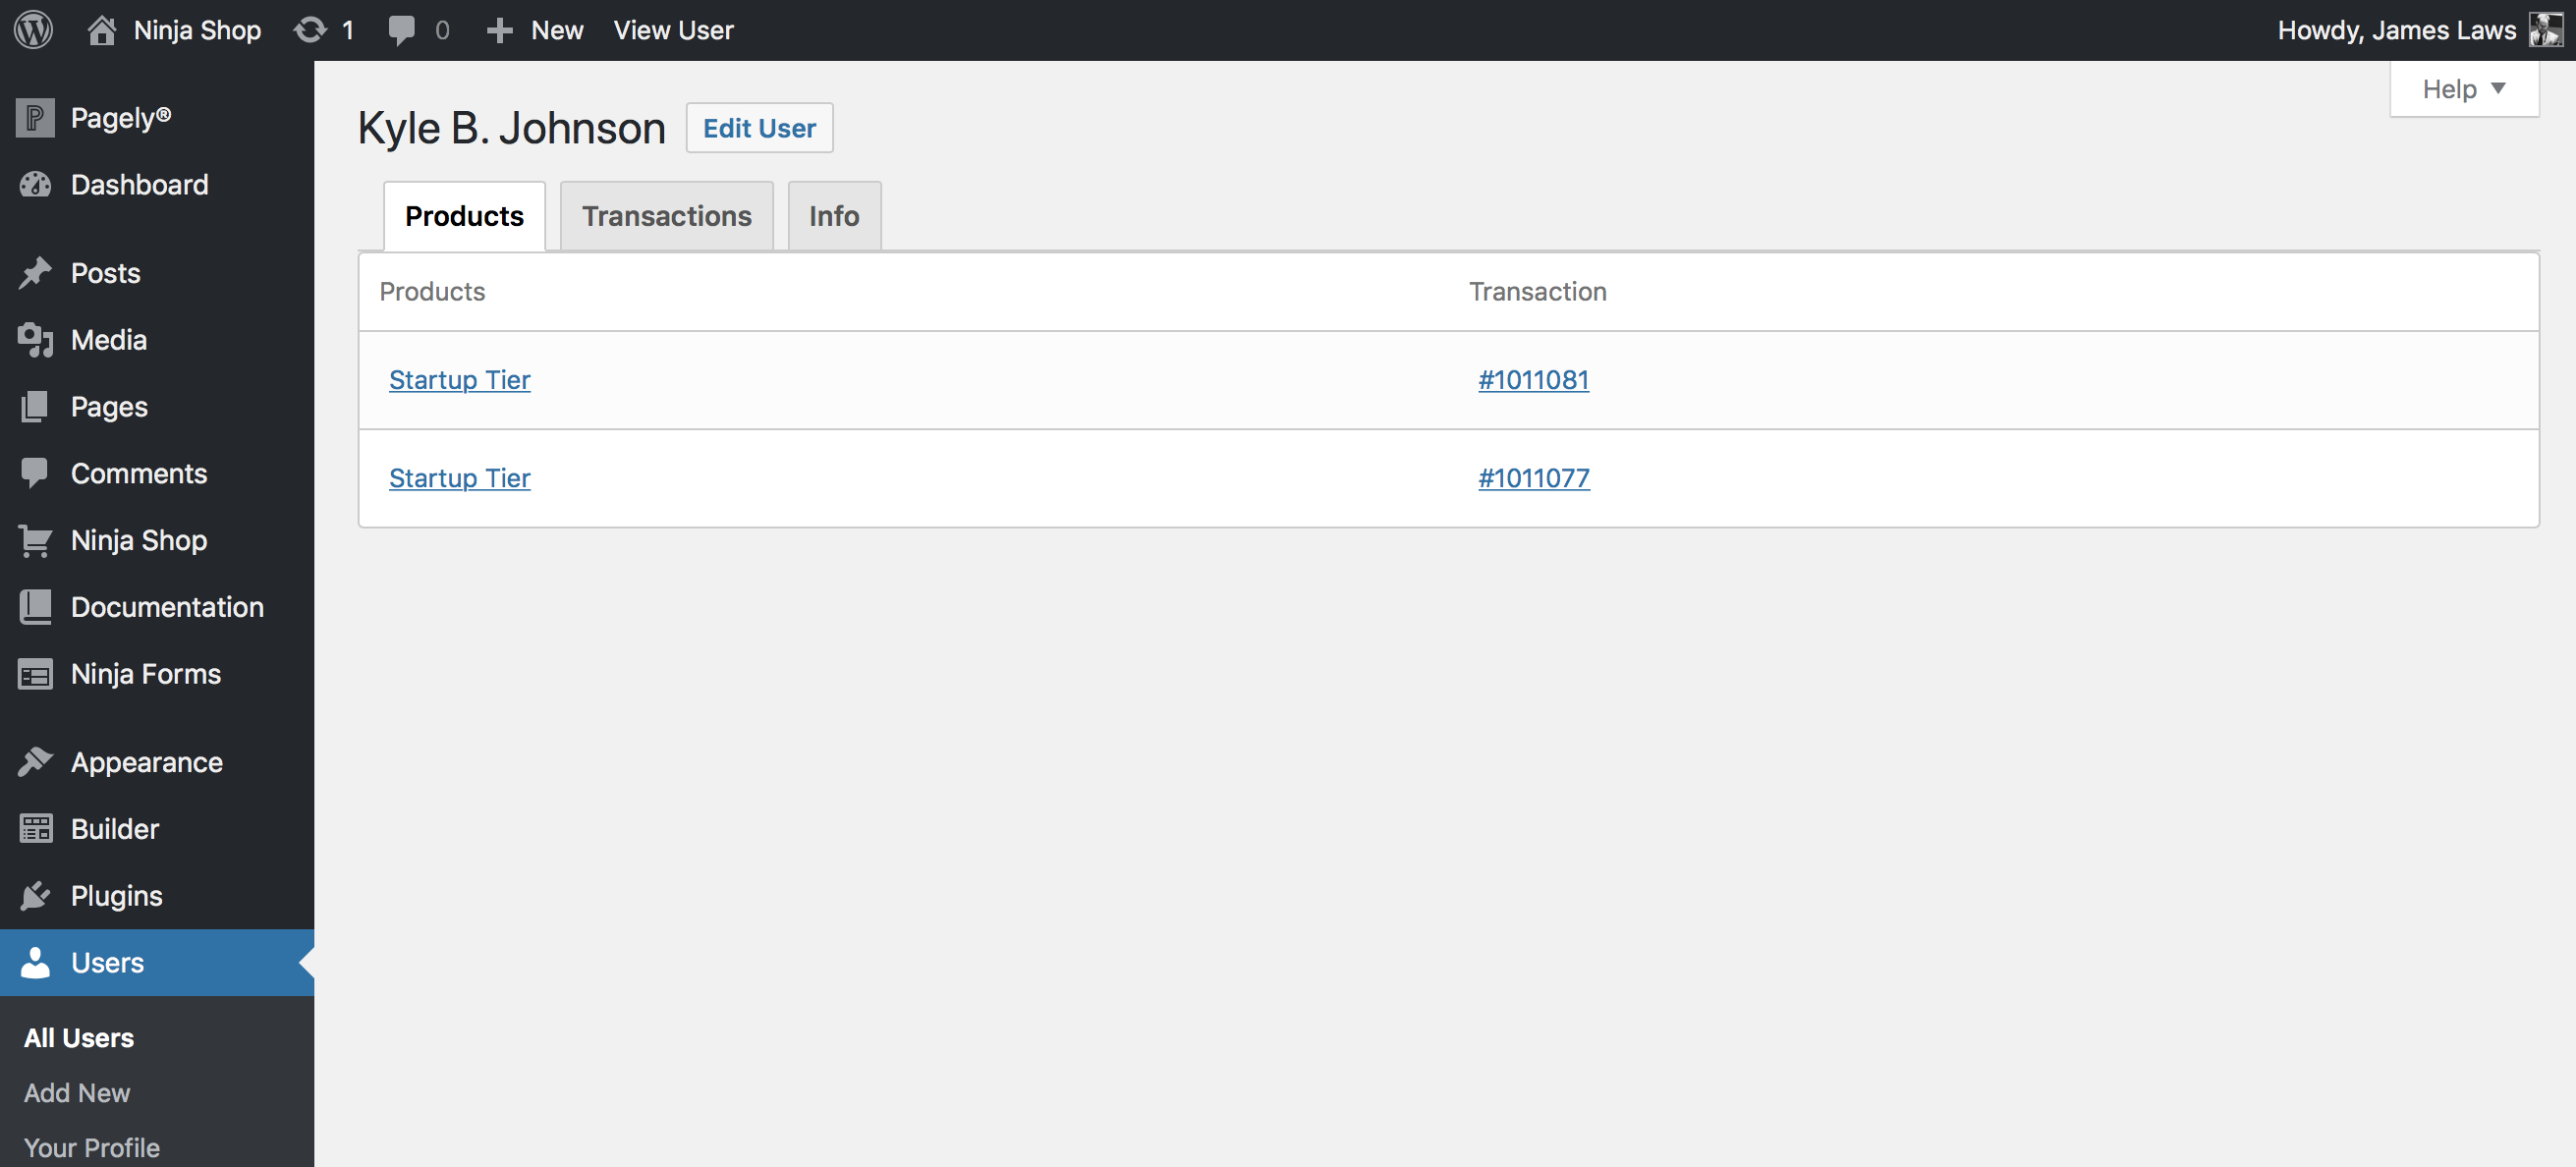 Ninja Shop 1 0 New View User Howdy, James Laws
Help
Pagely®
Dashboard
Posts
Media
Pages
Comments
Ninja Shop
Documentation
Ninja Forms
Appearance
Builder
Plugins
Users
All Users
Add New
Your Profile
Kyle B. Johnson Edit User
Products Transactions Info
Products Transaction
Startup Tier #1011081
Startup Tier #1011077